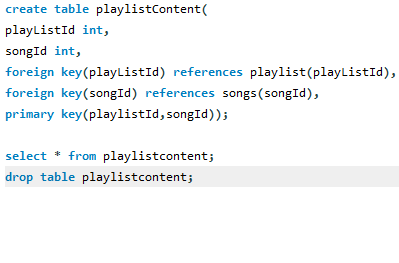 create table playlistContent(
playListId int,
songId int,
foreign key(playListId) references playlist(playListId),
foreign key(songId) references songs(songId),
primary key(playlistId,songId));
select * from playlistcontent;
drop table playlistcontent;